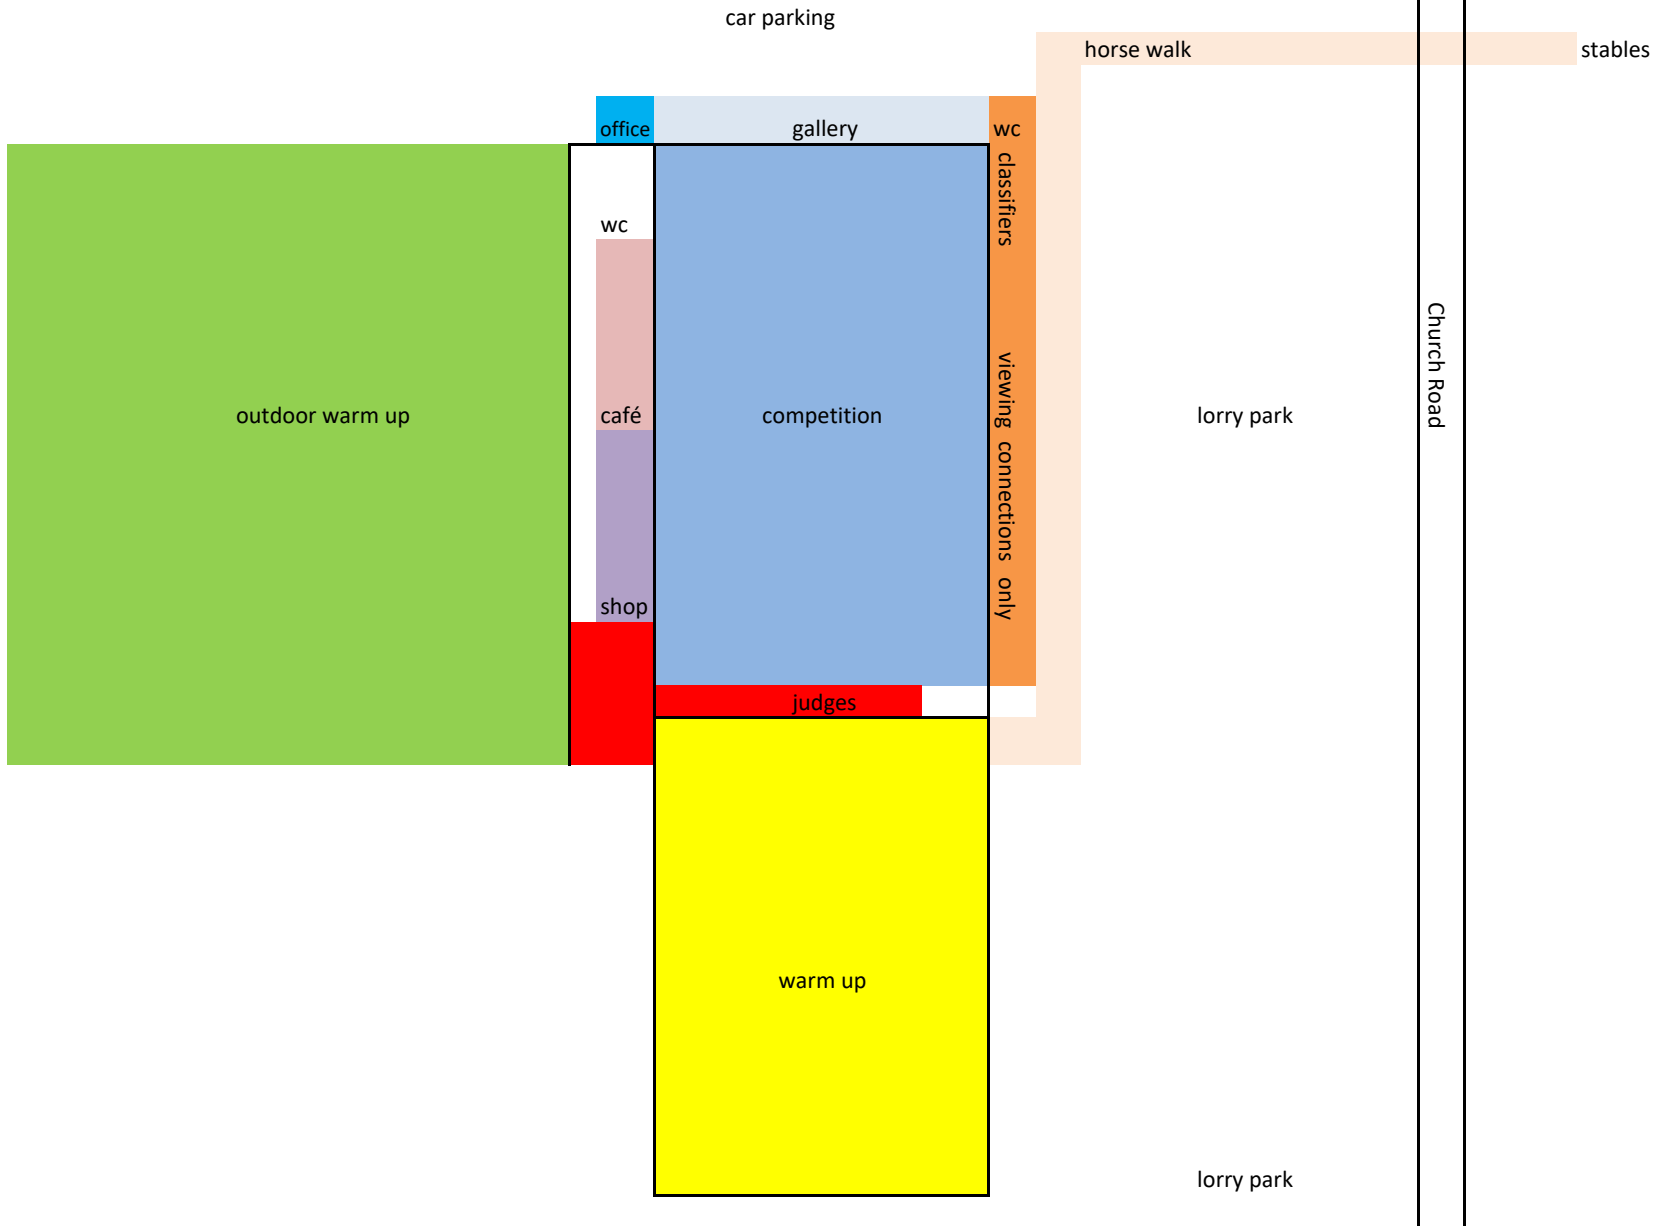 car parking
horse walk
stables
office
gallery
wc
classifiers
wc
Church Road
viewing connections only
outdoor warm up
café
competition
lorry park
shop
judges
warm up
lorry park